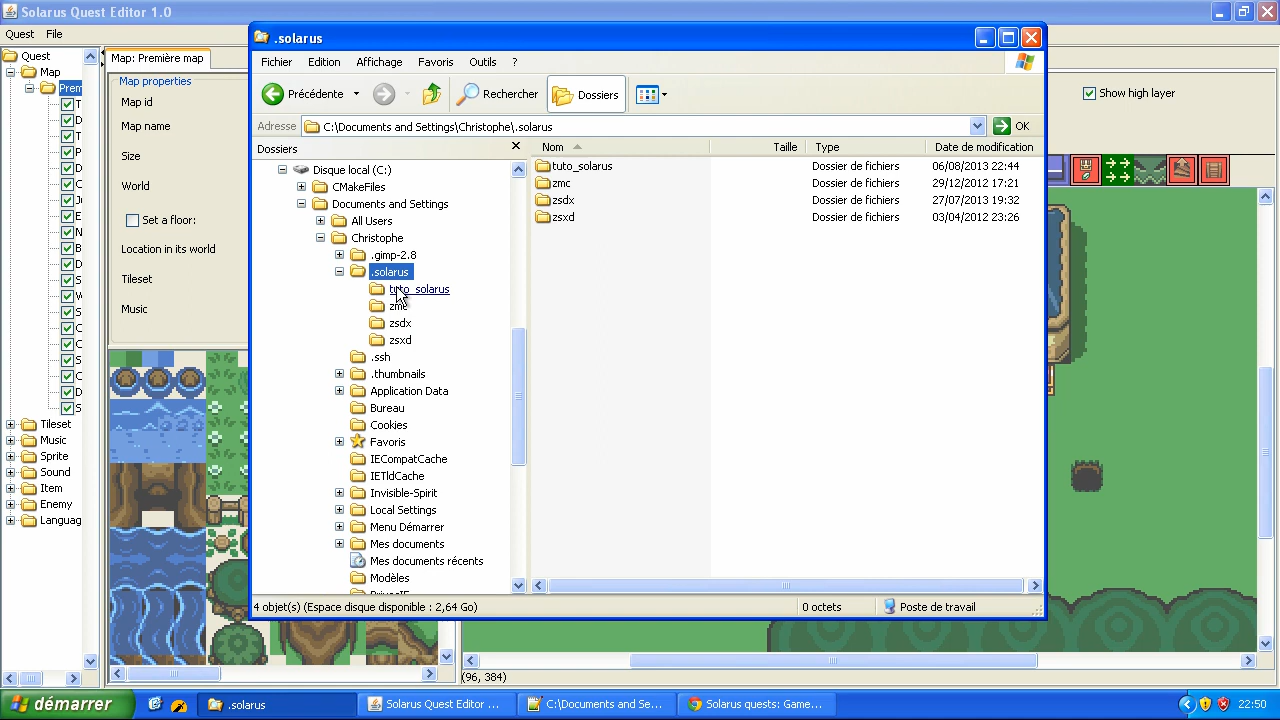 Solarus Quest Editor 1.0
Quest File
Quest
Map
Prem
T
D
T
P
D
C
J
E
N
B
D
S
W
S
C
C
S
C
D
S
Tileset
Music
Sprite
Sound
Item
Enemy
Languag
Map: Première map
Map properties
Map id
Map name
Size
World
Set a floor:
Location in its world
Tileset
Music
Show high layer
(96, 384)
.solarus
Fichier Edition Affichage Favoris Outils ?
Précédente Rechercher Dossiers
Adresse C:\Documents and Settings\Christophe\.solarus OK
Dossiers
Disque local (C:)
CMakeFiles
Documents and Settings
All Users
Christophe
.gimp-2.8
.solarus
tuto_solarus
zmc
zsdx
zsxd
.ssh
.thumbnails
Application Data
Bureau
Cookies
Favoris
IECompatCache
IETldCache
Invisible-Spirit
Local Settings
Menu Démarrer
Mes documents
Mes documents récents
Modèles
PrivacIE
Nom Taille Type Date de modification
tuto_solarus Dossier de fichiers 06/08/2013 22:44
zmc Dossier de fichiers 29/12/2012 17:21
zsdx Dossier de fichiers 27/07/2013 19:32
zsxd Dossier de fichiers 03/04/2012 23:26
4 objet(s) (Espace disque disponible : 2,64 Go) 0 octets Poste de travail
démarrer .solarus Solarus Quest Editor ... C:\Documents and Se... Solarus quests: Game... 22:50